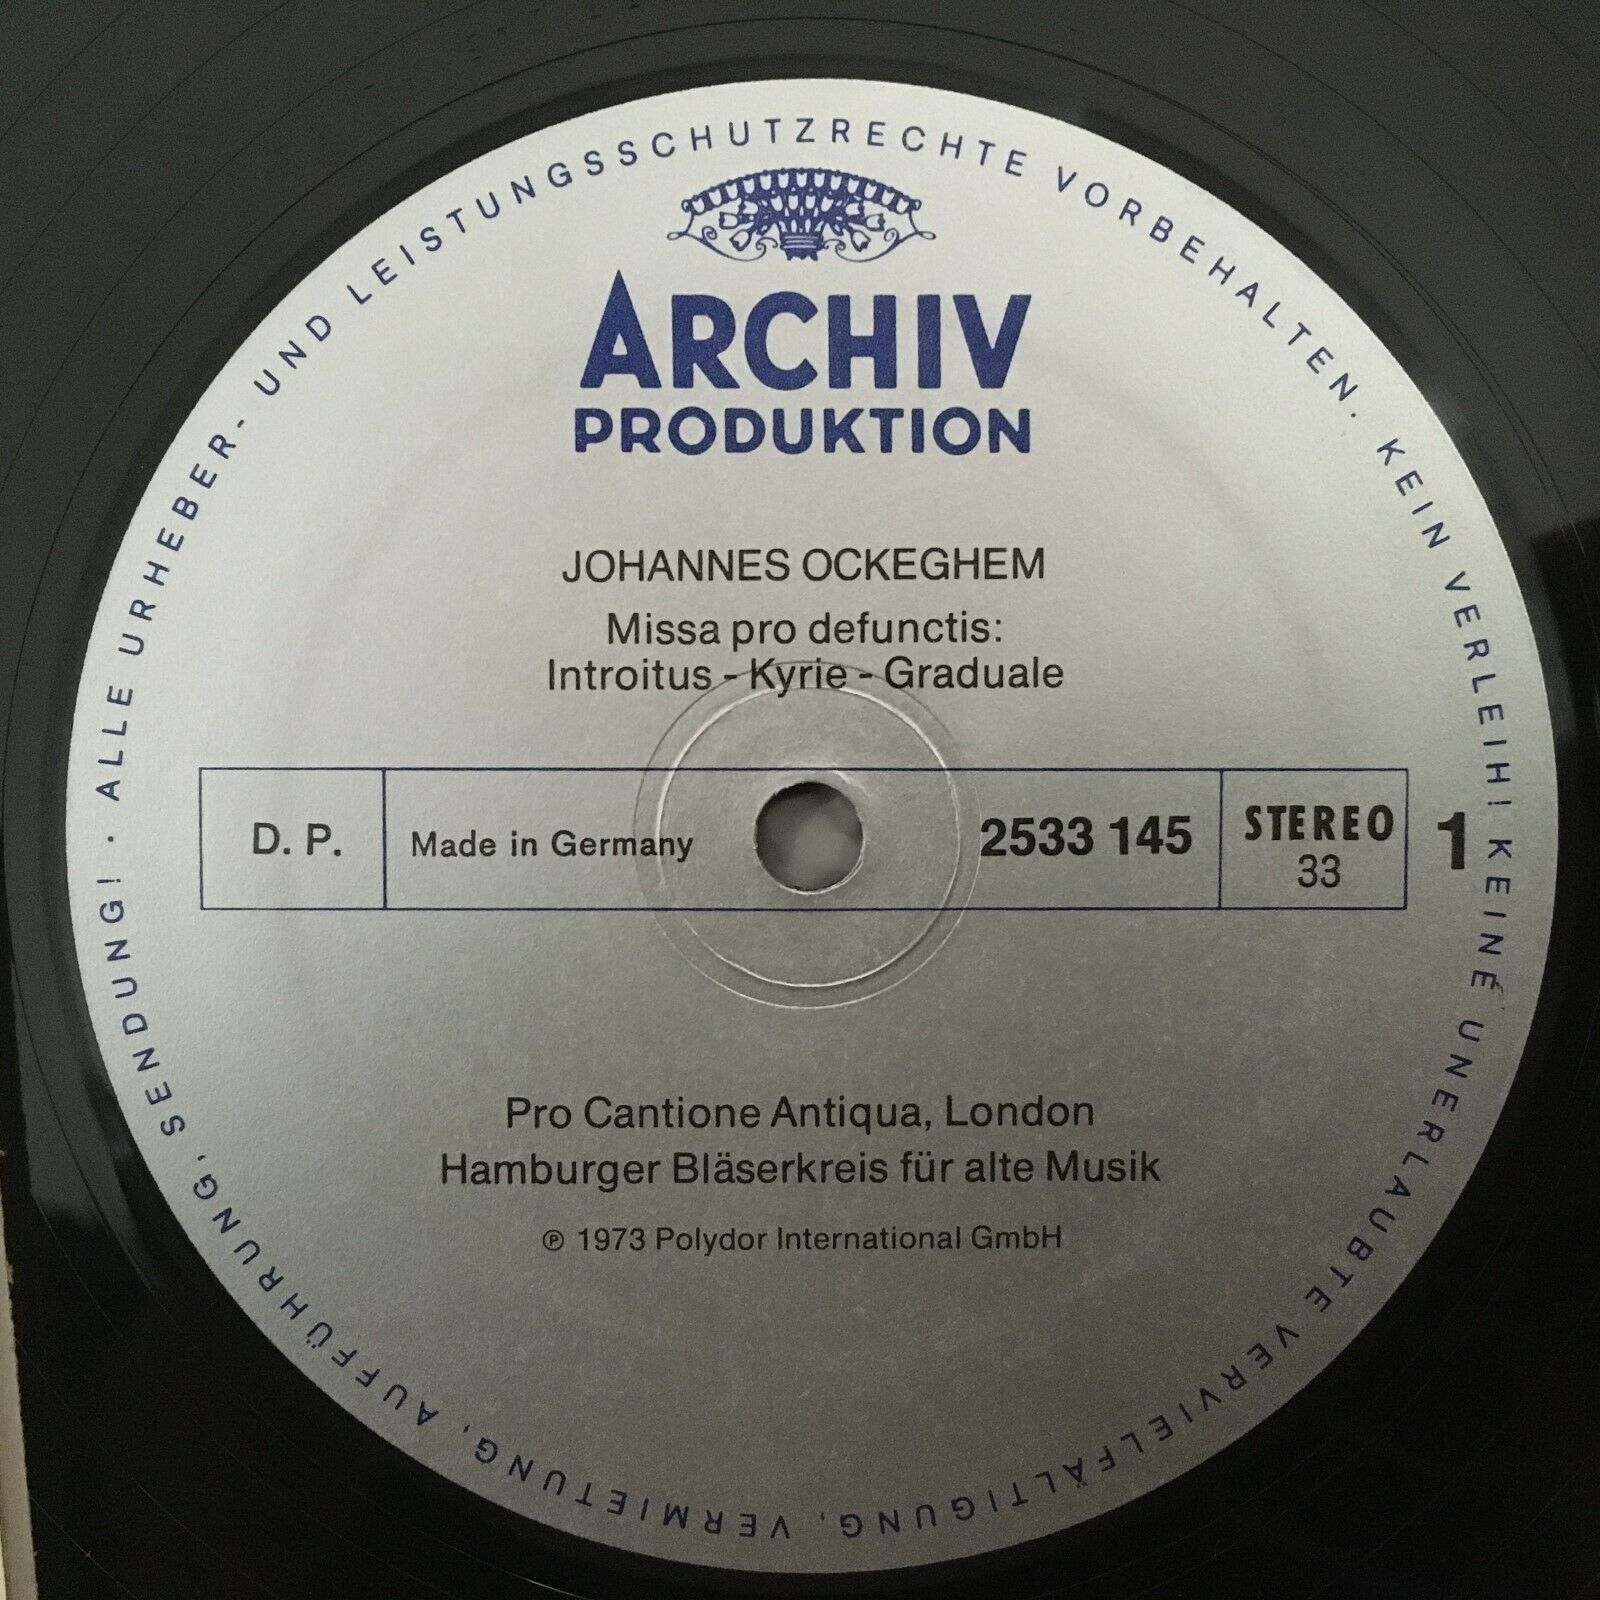 ALLE URHEBER- UND LEISTUNGSSCHUTZRECHTE VORBEHALTEN. KEIN VERLEIH! KEINE UNERLAUBTE VERVIELFÄLTIGUNG, VERMIETUNG, AUFFÜHRUNG, SENDUNG! ·
ARCHIV
PRODUKTION
JOHANNES OCKEGHEM
Missa pro defunctis:
Introitus - Kyrie - Graduale
D. P. Made in Germany 2533 145 STEREO 1
33
Pro Cantione Antiqua, London
Hamburger Bläserkreis für alte Musik
℗ 1973 Polydor International GmbH